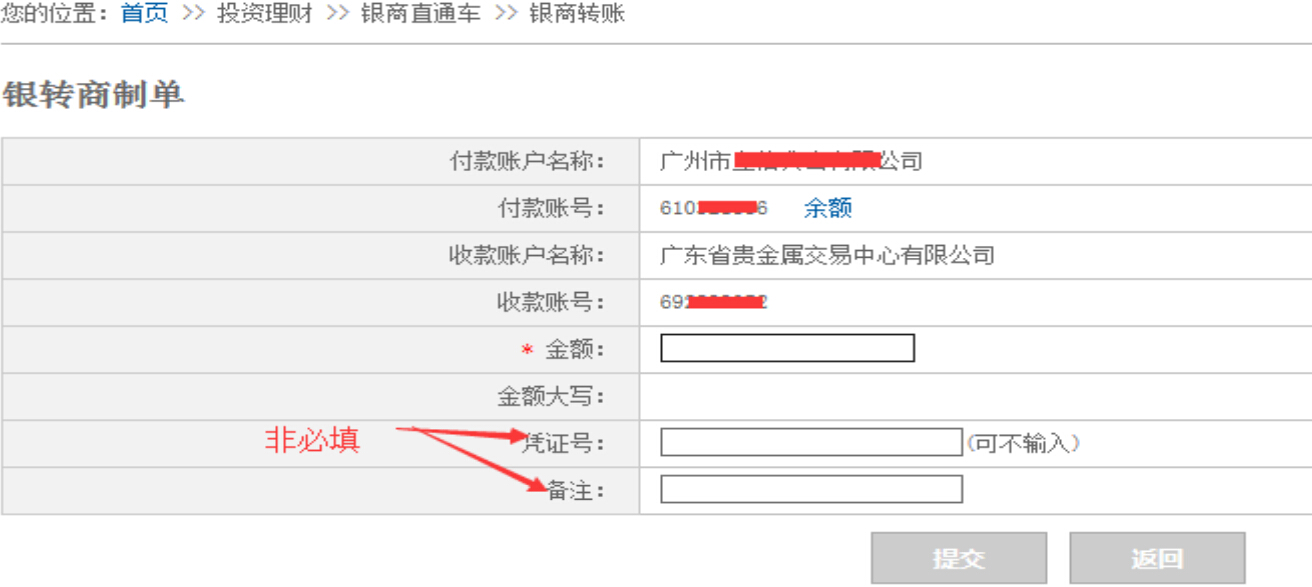 您的位置：首页 >> 投资理财 >> 银商直通车 >> 银商转账
银转商制单
付款账户名称： 广州市 公司
付款账号： 610 6 余额
收款账户名称： 广东省贵金属交易中心有限公司
收款账号： 692 2
* 金额：
金额大写：
非必填 凭证号： (可不输入)
备注：
提交 返回